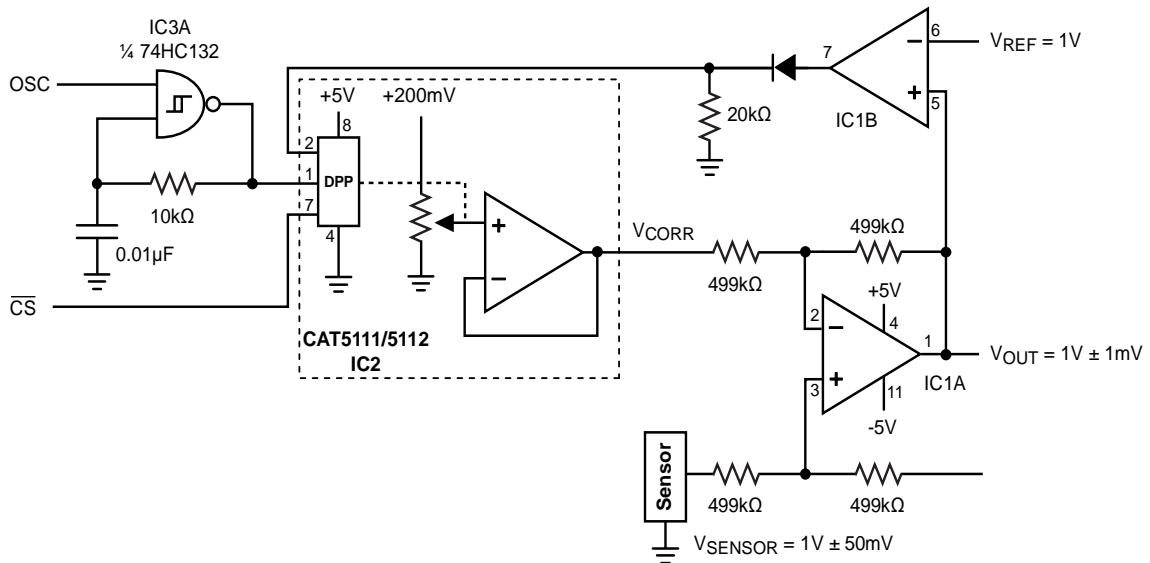 IC3A
¼ 74HC132
OSC
10kΩ
0.01µF
CS
+5V
+200mV
8
2
1
7
4
DPP
+
−
CAT5111/5112
IC2
VCORR
20kΩ
7
6
5
−
+
IC1B
VREF = 1V
499kΩ
499kΩ
+5V
2
−
4
1
VOUT = 1V ± 1mV
IC1A
3
+
11
-5V
Sensor
499kΩ
499kΩ
VSENSOR = 1V ± 50mV